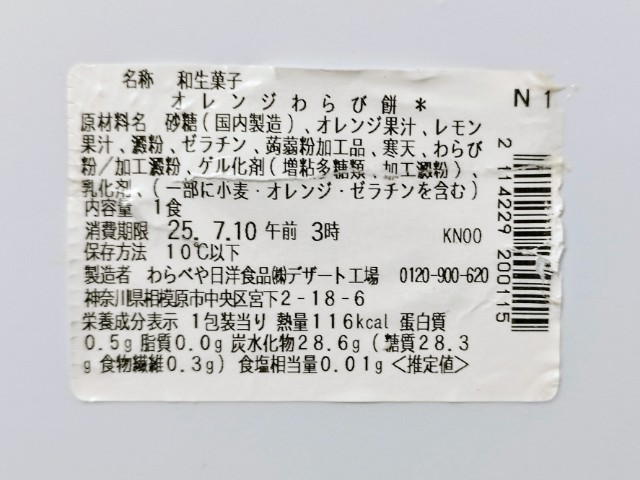 名称 和生菓子
オレンジわらび餅* N1
原材料名 砂糖(国内製造)、オレンジ果汁、レモン
果汁、澱粉、ゼラチン、蒟蒻粉加工品、寒天、わらび
粉/加工澱粉、ゲル化剤(増粘多糖類、加工澱粉)、
乳化剤、(一部に小麦・オレンジ・ゼラチンを含む)
内容量 1食
消費期限 25. 7.10 午前 3時 KN00
保存方法 10℃以下
製造者 わらべや日洋食品㈱デザート工場 0120-900-620
神奈川県相模原市中央区宮下2-18-6
栄養成分表示 1包装当り 熱量116kcal 蛋白質
0.5g 脂質0.0g 炭水化物28.6g(糖質28.3
g 食物繊維0.3g) 食塩相当量0.01g<推定値>
2 114229 200115